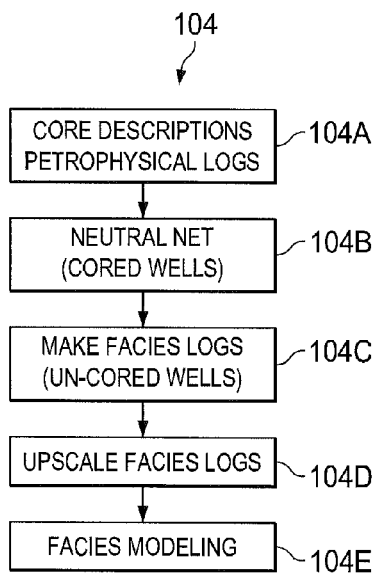 104
CORE DESCRIPTIONS
PETROPHYSICAL LOGS
104A
NEUTRAL NET
(CORED WELLS)
104B
MAKE FACIES LOGS
(UN-CORED WELLS)
104C
UPSCALE FACIES LOGS
104D
FACIES MODELING
104E